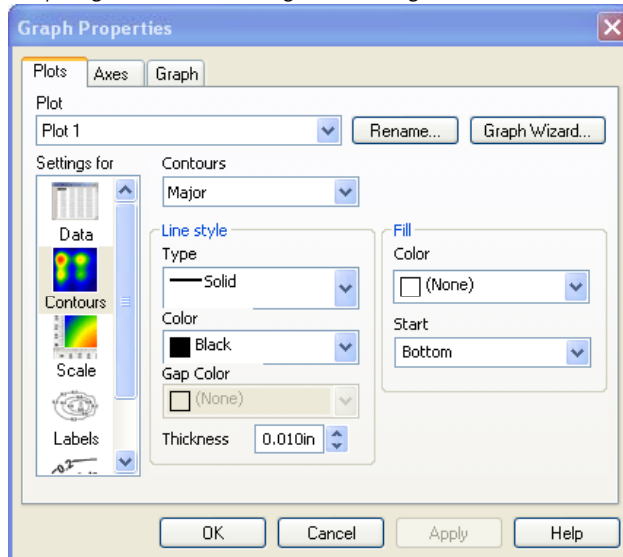 Graph Properties
Plots Axes Graph
Plot
Plot 1 Rename... Graph Wizard...
Settings for Contours
Major
Data
Line style Fill
Type Color
Solid (None)
Contours
Color Start
Black Bottom
Scale
Gap Color
(None)
Labels Thickness 0.010in
OK Cancel Apply Help